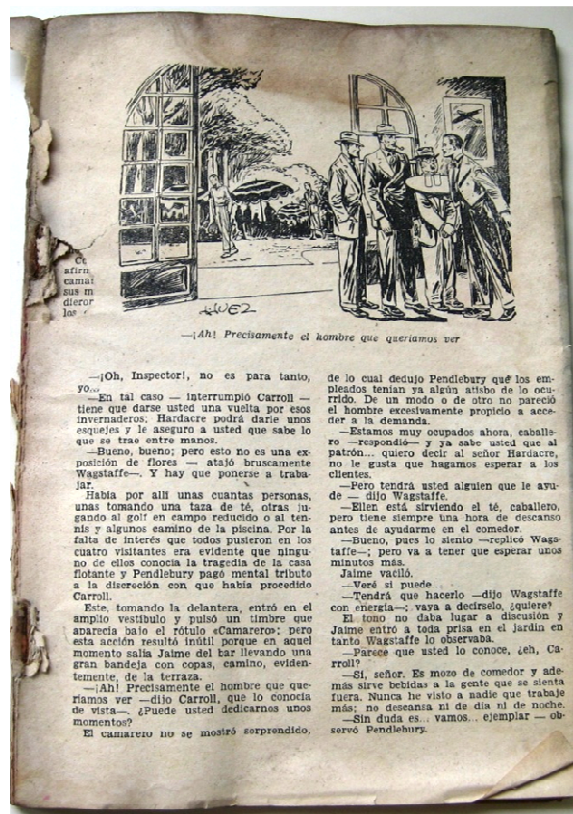 Co
afirn
camar
sus m
dieror
los
—¡Ah! Precisamente el hombre que queríamos ver
—¡Oh, Inspector!, no es para tanto,
yo...
—En tal caso — interrumpió Carroll —
tiene que darse usted una vuelta por esos
invernaderos; Hardacre podrá darle unos
esquejes y le aseguro a usted que sabe lo
que se trae entre manos.
—Bueno, bueno; pero esto no es una ex-
posición de flores — atajó bruscamente
Wagstaffe—. Y hay que ponerse a traba-
jar.
Había por allí unas cuantas personas,
unas tomando una taza de té, otras ju-
gando al golf en campo reducido o al ten-
nis y algunos camino de la piscina. Por la
falta de interés que todos pusieron en los
cuatro visitantes era evidente que ningu-
no de ellos conocía la tragedia de la casa
flotante y Pendlebury pagó mental tributo
a la discreción con que había procedido
Carroll.
Este, tomando la delantera, entró en el
amplio vestíbulo y pulsó un timbre que
aparecía bajo el rótulo «Camarero»; pero
esta acción resultó inútil porque en aquel
momento salía Jaime del bar llevando una
gran bandeja con copas, camino, eviden-
temente, de la terraza.
—¡Ah! Precisamente el hombre que que-
ríamos ver —dijo Carroll, que lo conocía
de vista—. ¿Puede usted dedicarnos unos
momentos?
El camarero no se mostró sorprendido,
de lo cual dedujo Pendlebury que los em-
pleados tenían ya algún atisbo de lo ocu-
rrido. De un modo o de otro no pareció
el hombre excesivamente propicio a acce-
der a la demanda.
—Estamos muy ocupados ahora, caballe-
ro —respondió— y ya sabe usted que al
patrón... quiero decir al señor Hardacre,
no le gusta que hagamos esperar a los
clientes.
—Pero tendrá usted alguien que le ayu-
de — dijo Wagstaffe.
—Ellen está sirviendo el té, caballero,
pero tiene siempre una hora de descanso
antes de ayudarme en el comedor.
—Bueno, pues lo siento —replicó Wags-
taffe—; pero va a tener que esperar unos
minutos más.
Jaime vaciló.
—Veré si puedo
—Tendrá que hacerlo —dijo Wagstaffe
con energía—; vaya a decírselo, ¿quiere?
El tono no daba lugar a discusión y
Jaime entró a toda prisa en el jardín en
tanto Wagstaffe lo observaba.
—Parece que usted lo conoce, ¿eh, Ca-
rroll?
—Sí, señor. Es mozo de comedor y ade-
más sirve bebidas a la gente que se sienta
fuera. Nunca he visto a nadie que trabaje
más; no descansa ni de día ni de noche.
—Sin duda es... vamos... ejemplar — ob-
servó Pendlebury.